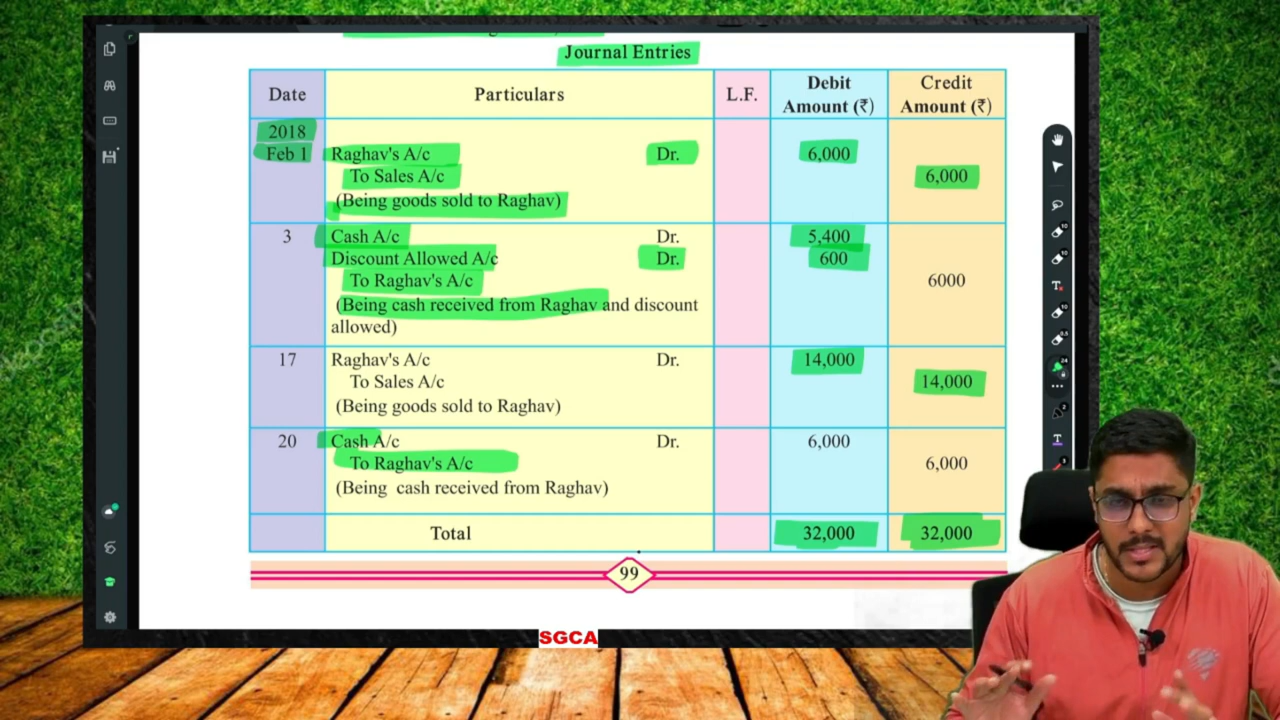 Journal Entries
Date Particulars L.F. Debit Amount (₹) Credit Amount (₹)
2018
Feb 1 Raghav's A/c Dr. 6,000
To Sales A/c 6,000
(Being goods sold to Raghav)
3 Cash A/c Dr. 5,400
Discount Allowed A/c Dr. 600
To Raghav's A/c 6000
(Being cash received from Raghav and discount
allowed)
17 Raghav's A/c Dr. 14,000
To Sales A/c 14,000
(Being goods sold to Raghav)
20 Cash A/c Dr. 6,000
To Raghav's A/c 6,000
(Being cash received from Raghav)
Total 32,000 32,000
99
SGCA